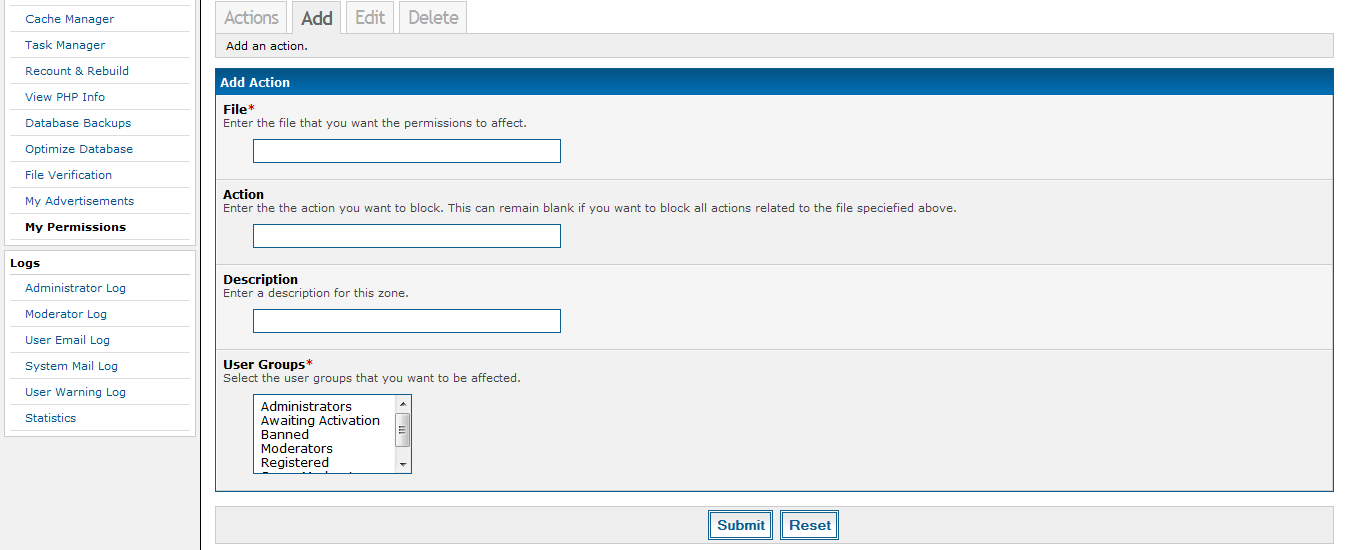 Cache Manager
Task Manager
Recount & Rebuild
View PHP Info
Database Backups
Optimize Database
File Verification
My Advertisements
My Permissions
Logs
Administrator Log
Moderator Log
User Email Log
System Mail Log
User Warning Log
Statistics
Actions Add Edit Delete
Add an action.
Add Action
File*
Enter the file that you want the permissions to affect.
Action
Enter the the action you want to block. This can remain blank if you want to block all actions related to the file speciefied above.
Description
Enter a description for this zone.
User Groups*
Select the user groups that you want to be affected.
Administrators
Awaiting Activation
Banned
Moderators
Registered
Submit Reset